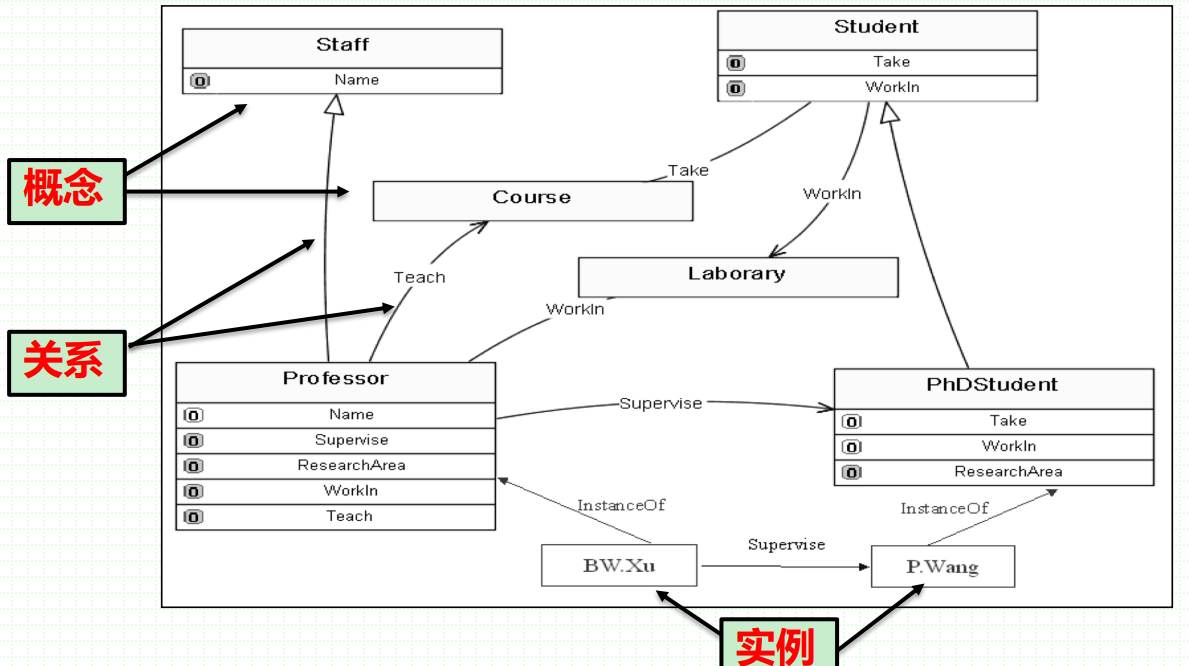 Staff
Name
Student
Take
WorkIn
概念
Take
Course
WorkIn
Laborary
Teach
WorkIn
关系
Professor
Name
Supervise
ResearchArea
WorkIn
Teach
Supervise
PhDStudent
Take
WorkIn
ResearchArea
InstanceOf
InstanceOf
Supervise
BW.Xu
P.Wang
实例